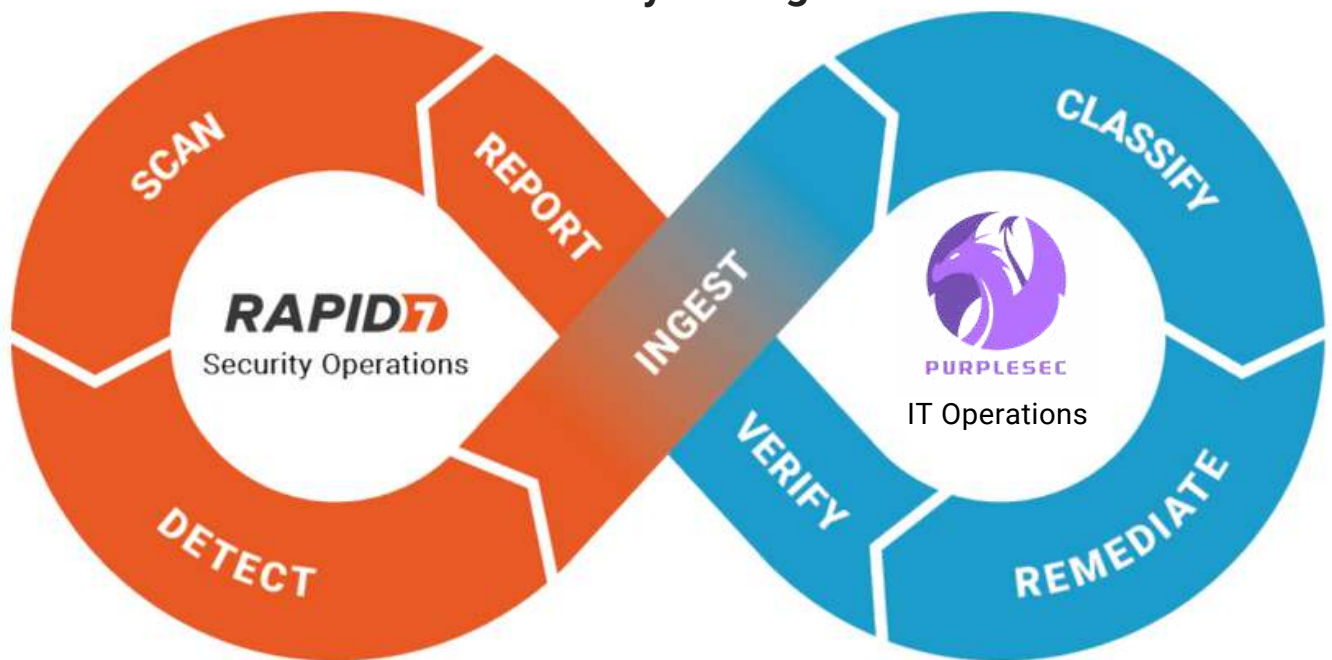 SCAN
REPORT
INGEST
CLASSIFY
RAPID7
Security Operations
PURPLESEC
IT Operations
VERIFY
DETECT
REMEDIATE